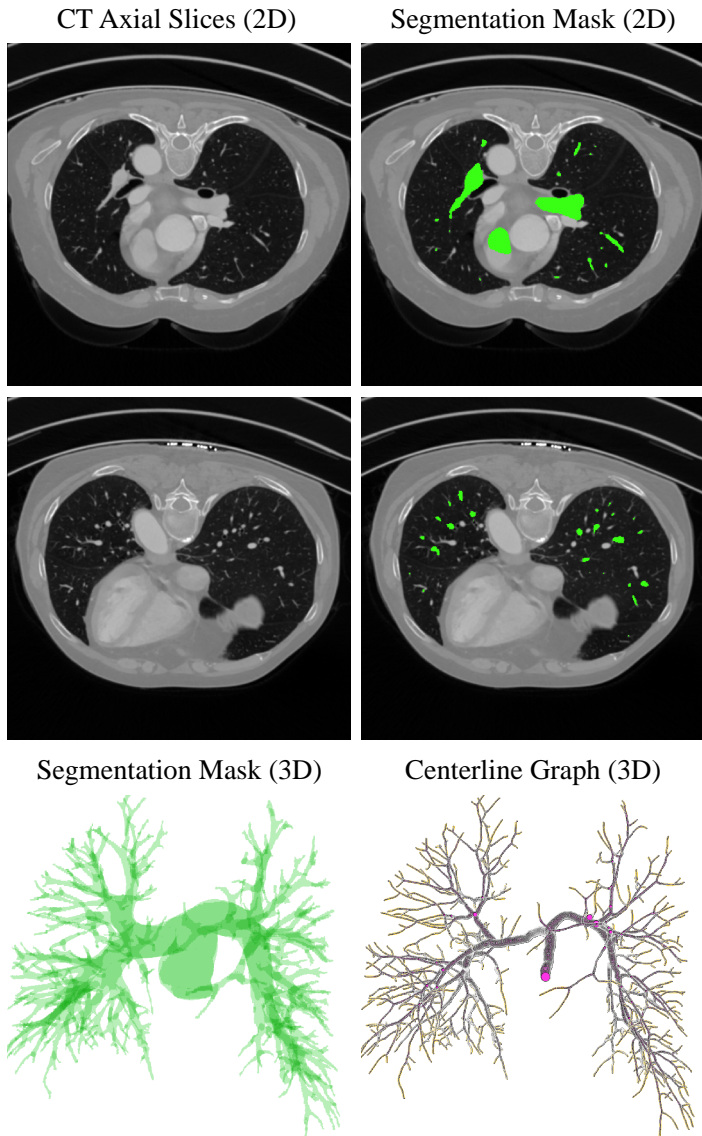 CT Axial Slices (2D)
Segmentation Mask (2D)
Segmentation Mask (3D)
Centerline Graph (3D)